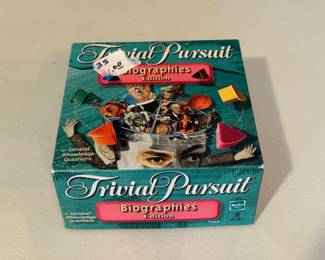 Trivial Pursuit
Biographies
Edition
General
Knowledge
Questions
Trivial Pursuit
Biographies
Edition
General
Knowledge
Questions